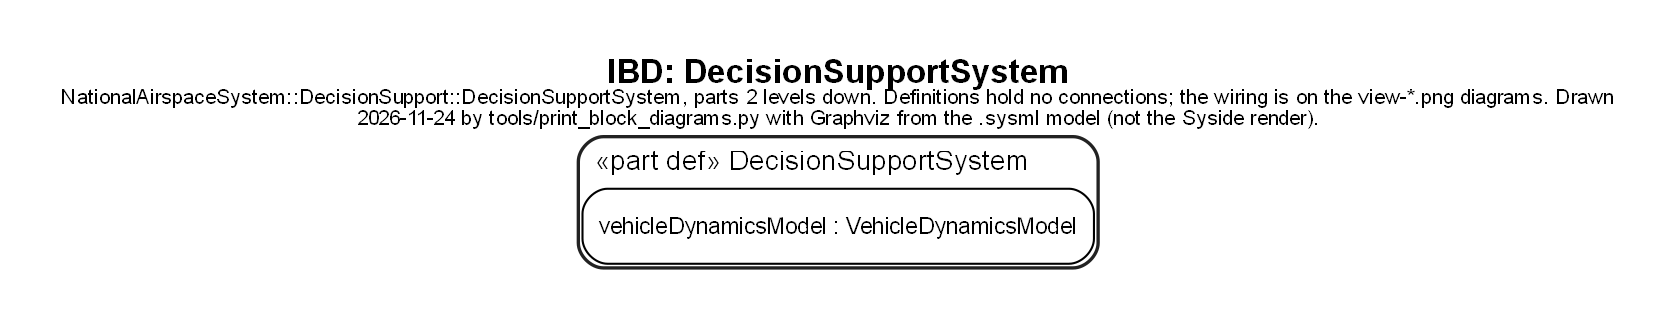 IBD: DecisionSupportSystem
NationalAirspaceSystem::DecisionSupport::DecisionSupportSystem, parts 2 levels down. Definitions hold no connections; the wiring is on the view-*.png diagrams. Drawn
2026-11-24 by tools/print_block_diagrams.py with Graphviz from the .sysml model (not the Syside render).
«part def» DecisionSupportSystem
vehicleDynamicsModel : VehicleDynamicsModel